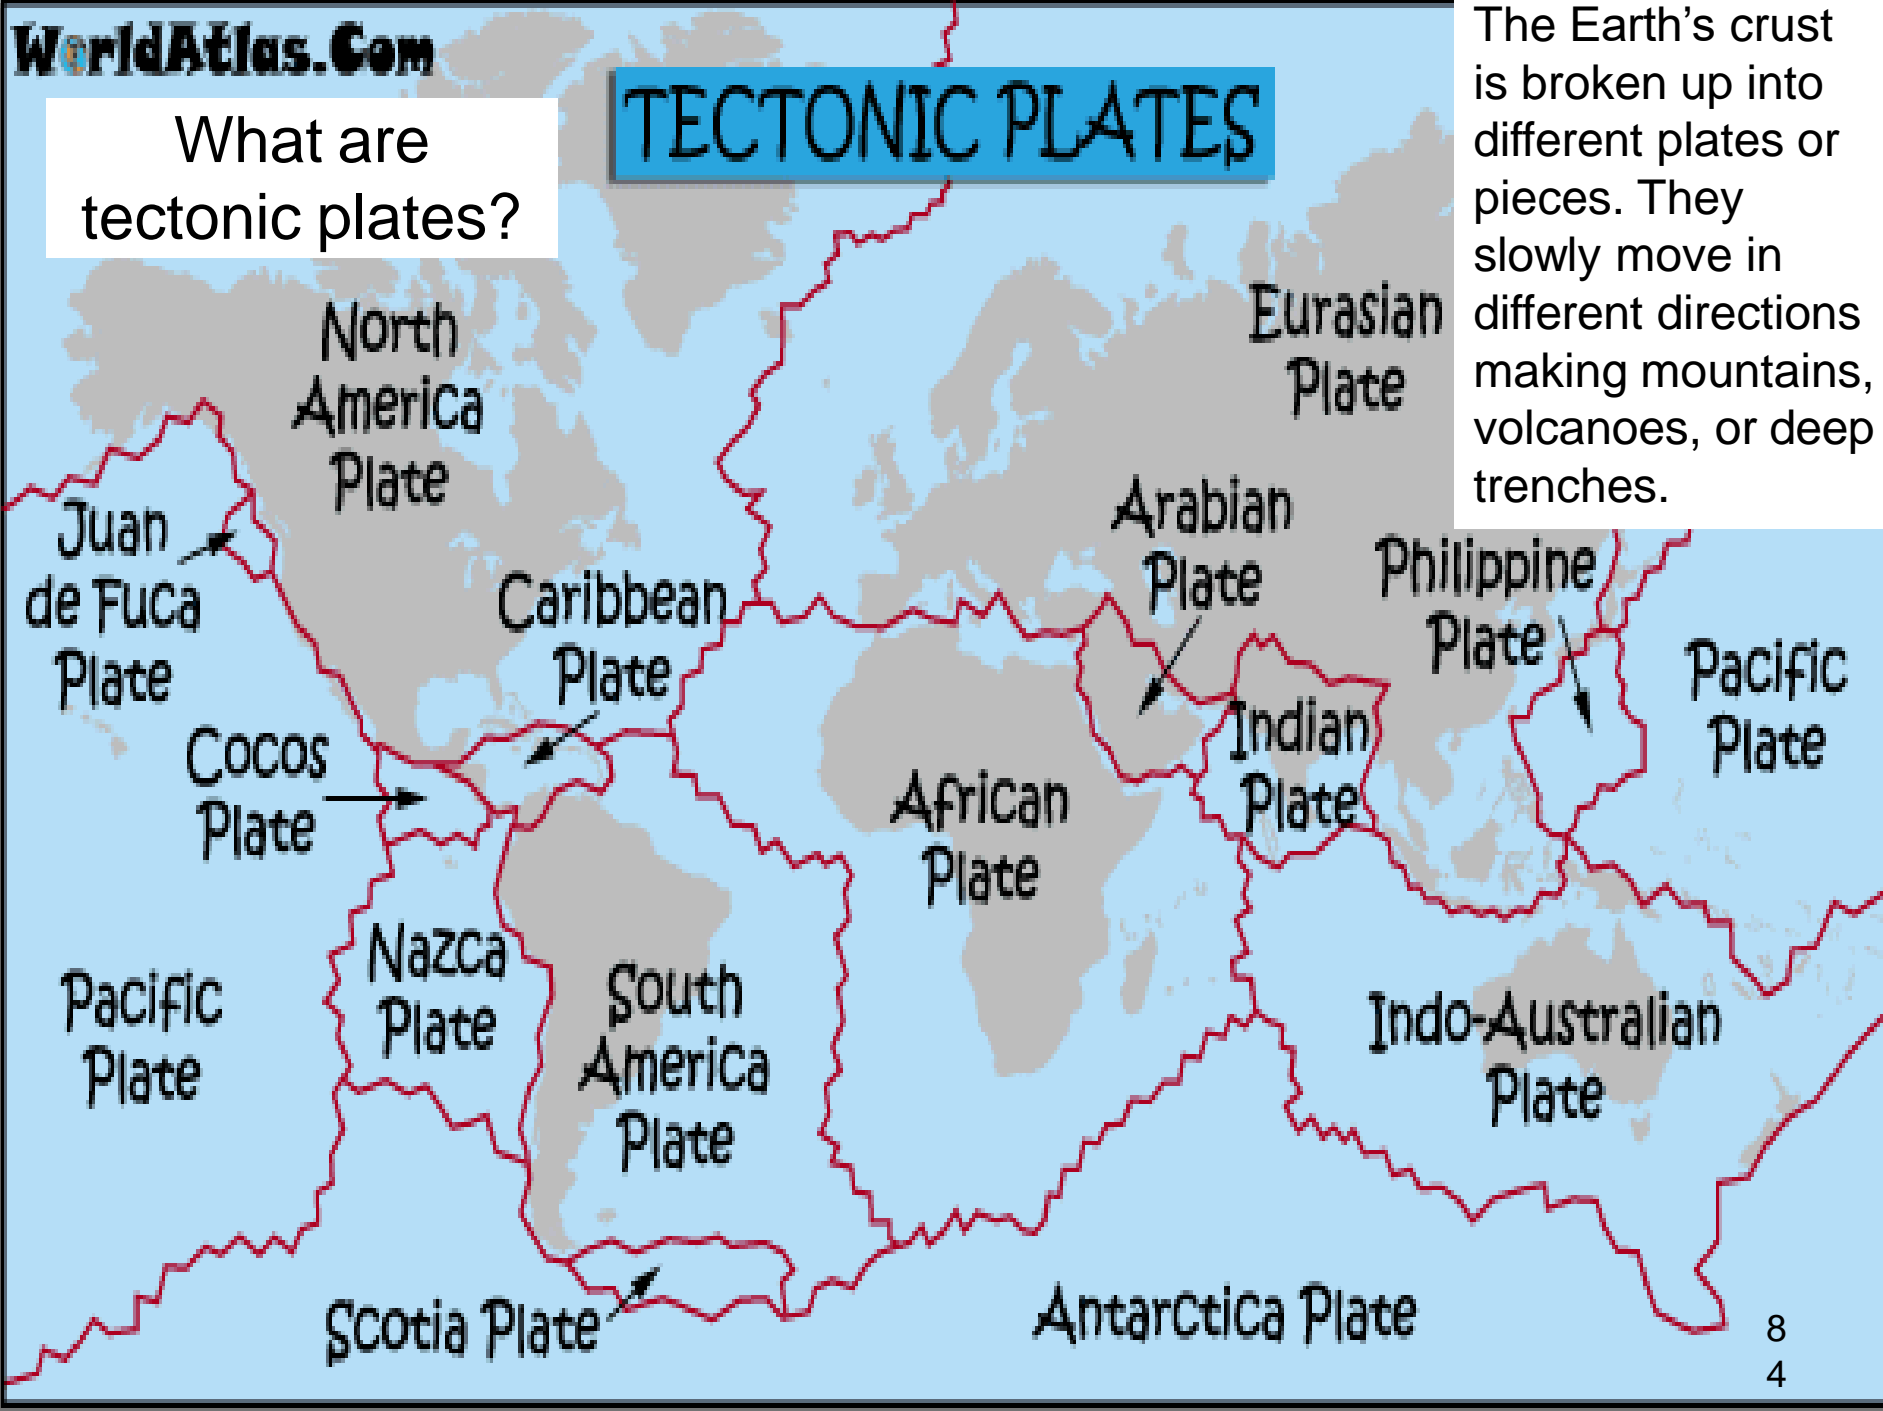 WorldAtlas.Com
What are
tectonic plates?
TECTONIC PLATES
The Earth's crust
is broken up into
different plates or
pieces. They
slowly move in
different directions
making mountains,
volcanoes, or deep
trenches.
North
America
Plate
Eurasian
Plate
Juan
de Fuca
Plate
Caribbean
Plate
Arabian
Plate
Philippine
Plate
Pacific
Plate
Cocos
Plate
Indian
Plate
African
Plate
Nazca
Plate
Pacific
Plate
South
America
Plate
Indo-Australian
Plate
Scotia Plate
Antarctica Plate
8
4